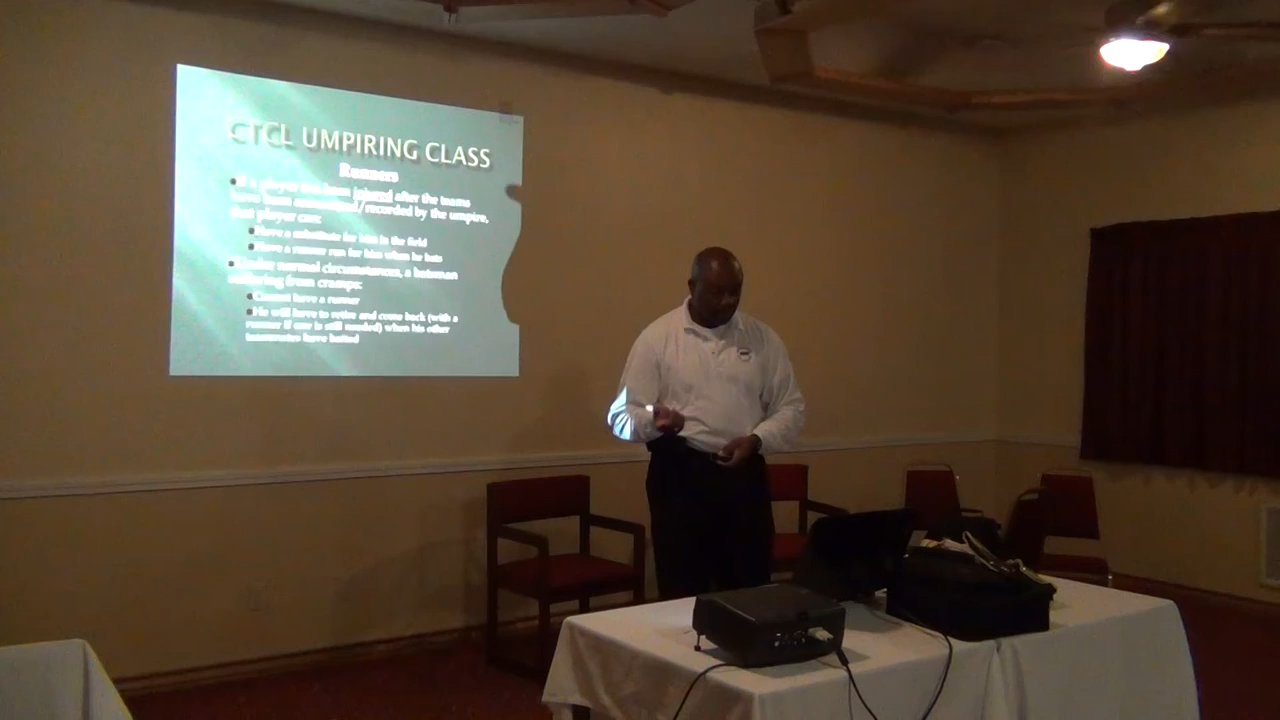 CTCL UMPIRING CLASS
Runners
If a player has been injured after the teams
have been nominated/recorded by the umpire,
that player can:
Have a substitute for him in the field
Have a runner run for him when he bats
Under normal circumstances, a batsman
suffering from cramps:
Cannot have a runner
He will have to retire and come back (with a
runner if one is still needed) when his other
teammates have batted